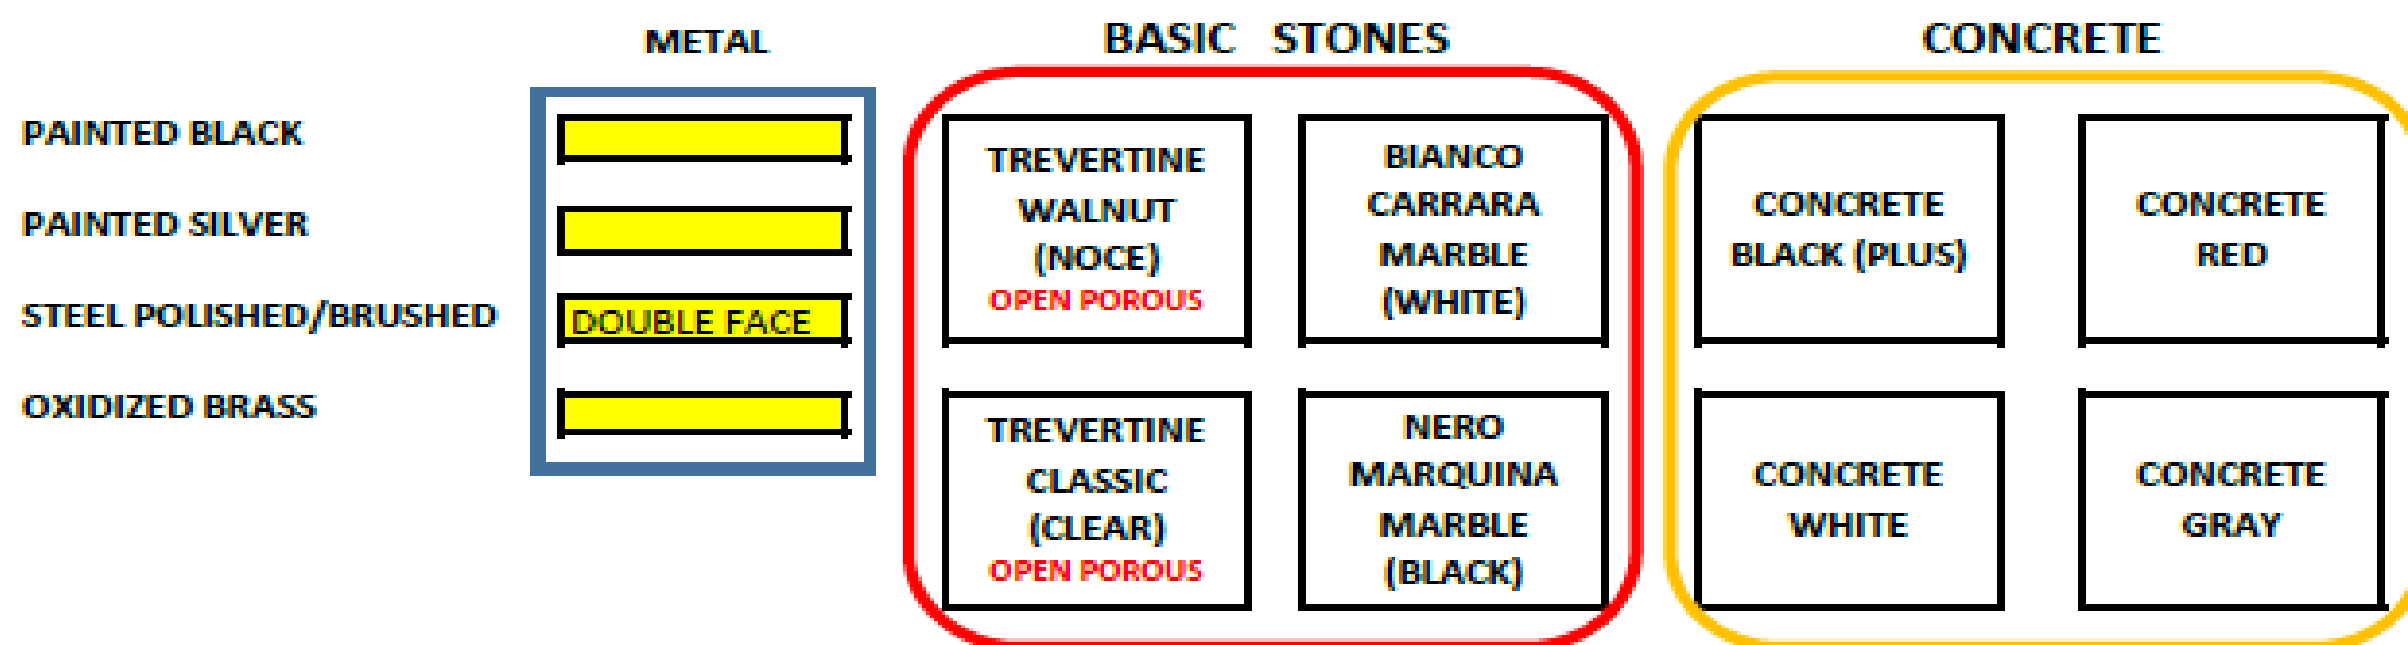 METAL
BASIC STONES
CONCRETE
PAINTED BLACK
PAINTED SILVER
STEEL POLISHED/BRUSHED
DOUBLE FACE
OXIDIZED BRASS
TREVERTINE
WALNUT
(NOCE)
OPEN POROUS
BIANCO
CARRARA
MARBLE
(WHITE)
CONCRETE
BLACK (PLUS)
CONCRETE
RED
TREVERTINE
CLASSIC
(CLEAR)
OPEN POROUS
NERO
MARQUINA
MARBLE
(BLACK)
CONCRETE
WHITE
CONCRETE
GRAY